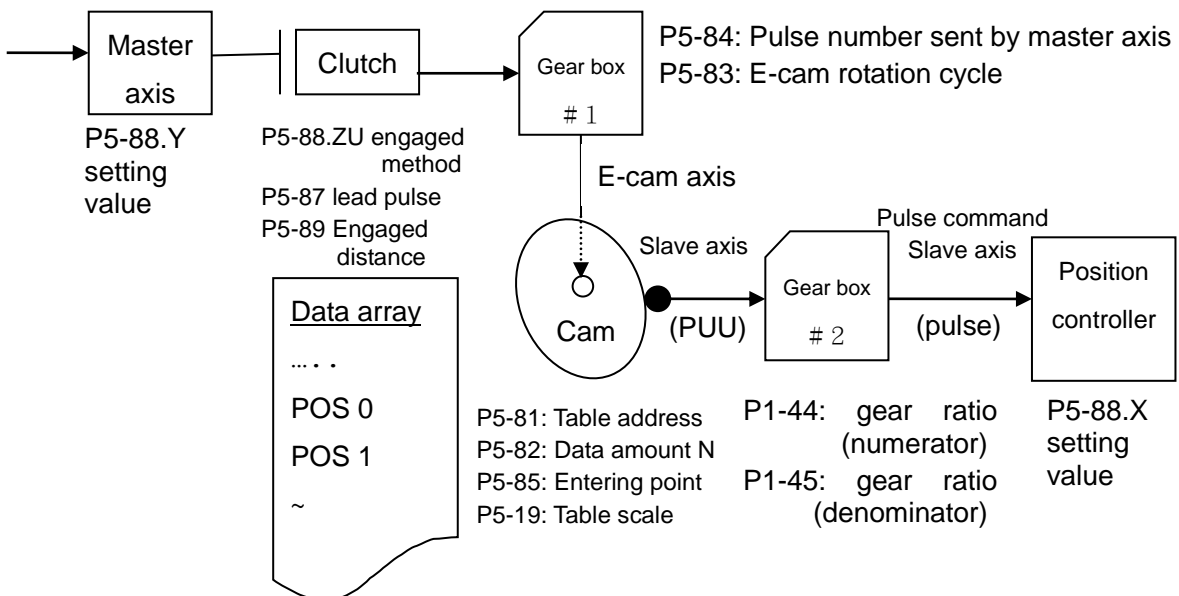 Master
axis
P5-88.Y
setting
value
Clutch
P5-88.ZU engaged
method
P5-87 lead pulse
P5-89 Engaged
distance
Gear box
＃１
P5-84: Pulse number sent by master axis
P5-83: E-cam rotation cycle
E-cam axis
Data array
…. .
POS 0
POS 1
~
Cam
Slave axis
(PUU)
Gear box
＃２
Pulse command
Slave axis
(pulse)
Position
controller
P5-81: Table address
P5-82: Data amount N
P5-85: Entering point
P5-19: Table scale
P1-44: gear ratio
(numerator)
P1-45: gear ratio
(denominator)
P5-88.X
setting
value